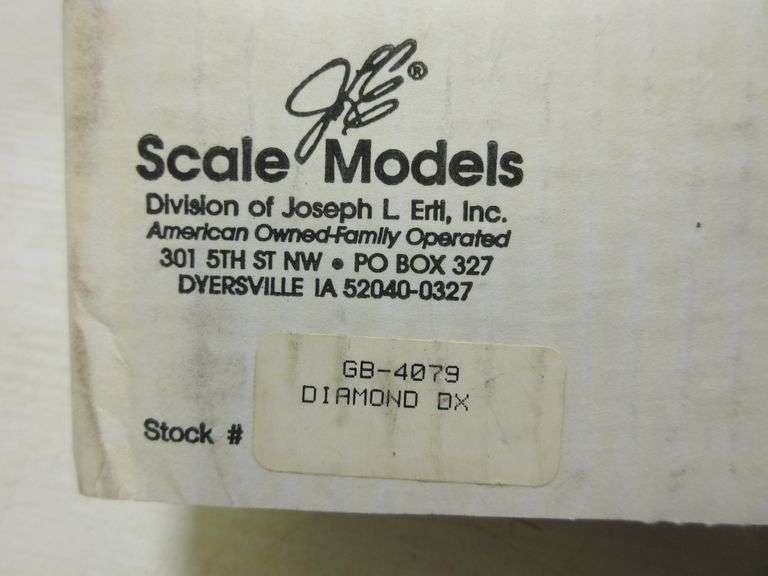 JLE®
Scale Models
Division of Joseph L. Ertl, Inc.
American Owned-Family Operated
301 5TH ST NW • PO BOX 327
DYERSVILLE IA 52040-0327
GB-4079
DIAMOND DX
Stock #